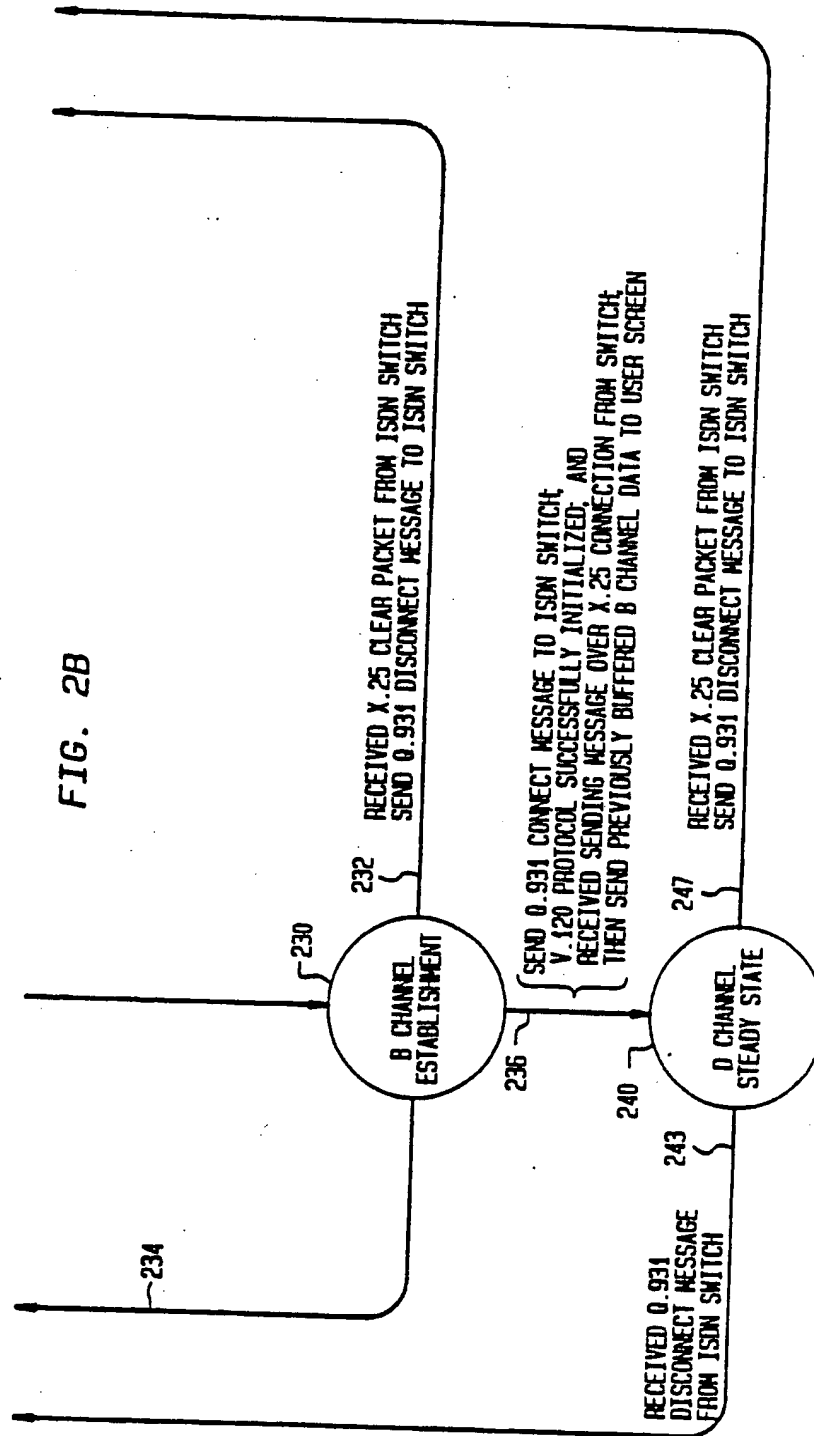 FIG. 2B
234
230
B CHANNEL
ESTABLISHMENT
232
RECEIVED X.25 CLEAR PACKET FROM ISDN SWITCH
SEND Q.931 DISCONNECT MESSAGE TO ISDN SWITCH
236
SEND Q.931 CONNECT MESSAGE TO ISDN SWITCH;
V.120 PROTOCOL SUCCESSFULLY INITIALIZED; AND
RECEIVED SENDING MESSAGE OVER X.25 CONNECTION FROM SWITCH;
THEN SEND PREVIOUSLY BUFFERED B CHANNEL DATA TO USER SCREEN
RECEIVED Q.931
DISCONNECT MESSAGE
FROM ISDN SWITCH
243
240
D CHANNEL
STEADY STATE
247
RECEIVED X.25 CLEAR PACKET FROM ISDN SWITCH
SEND Q.931 DISCONNECT MESSAGE TO ISDN SWITCH